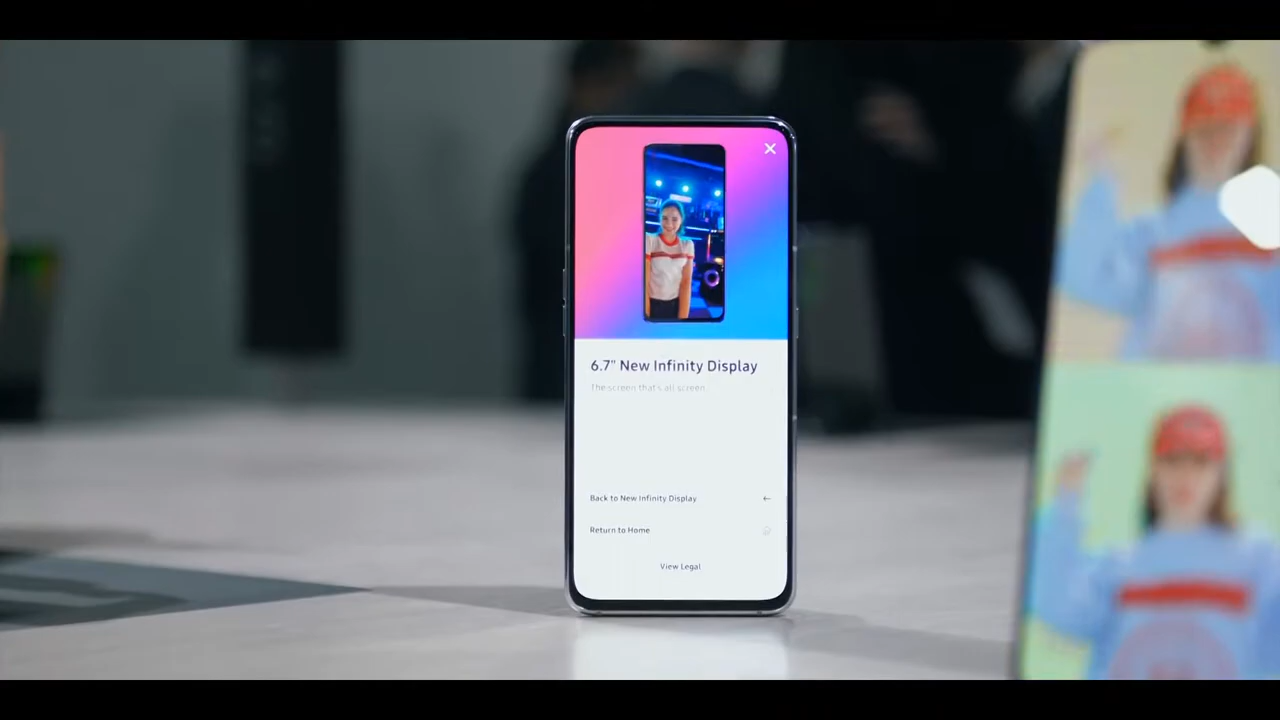 6.7" New Infinity Display
The screen that's all screen.
Back to New Infinity Display
Return to Home
View Legal